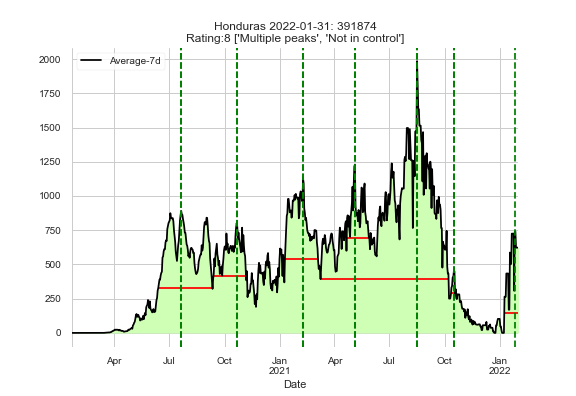 Honduras 2022-01-31: 391874
Rating:8 ['Multiple peaks', 'Not in control']
Average-7d
2000
1750
1500
1250
1000
750
500
250
0
Apr Jul Oct Jan Apr Jul Oct Jan
2021 2022
Date